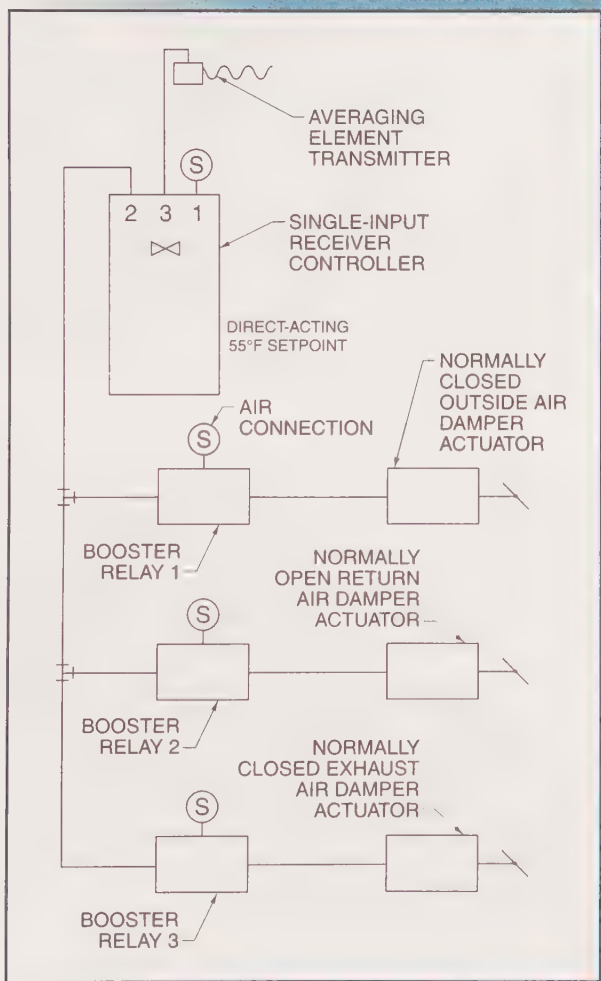 AVERAGING
ELEMENT
TRANSMITTER
S
2 3 1
SINGLE-INPUT
RECEIVER
CONTROLLER
DIRECT-ACTING
55°F SETPOINT
NORMALLY
CLOSED
OUTSIDE AIR
DAMPER
ACTUATOR
S
AIR
CONNECTION
BOOSTER
RELAY 1
NORMALLY
OPEN RETURN
AIR DAMPER
ACTUATOR
S
BOOSTER
RELAY 2
NORMALLY
CLOSED EXHAUST
AIR DAMPER
ACTUATOR
S
BOOSTER
RELAY 3